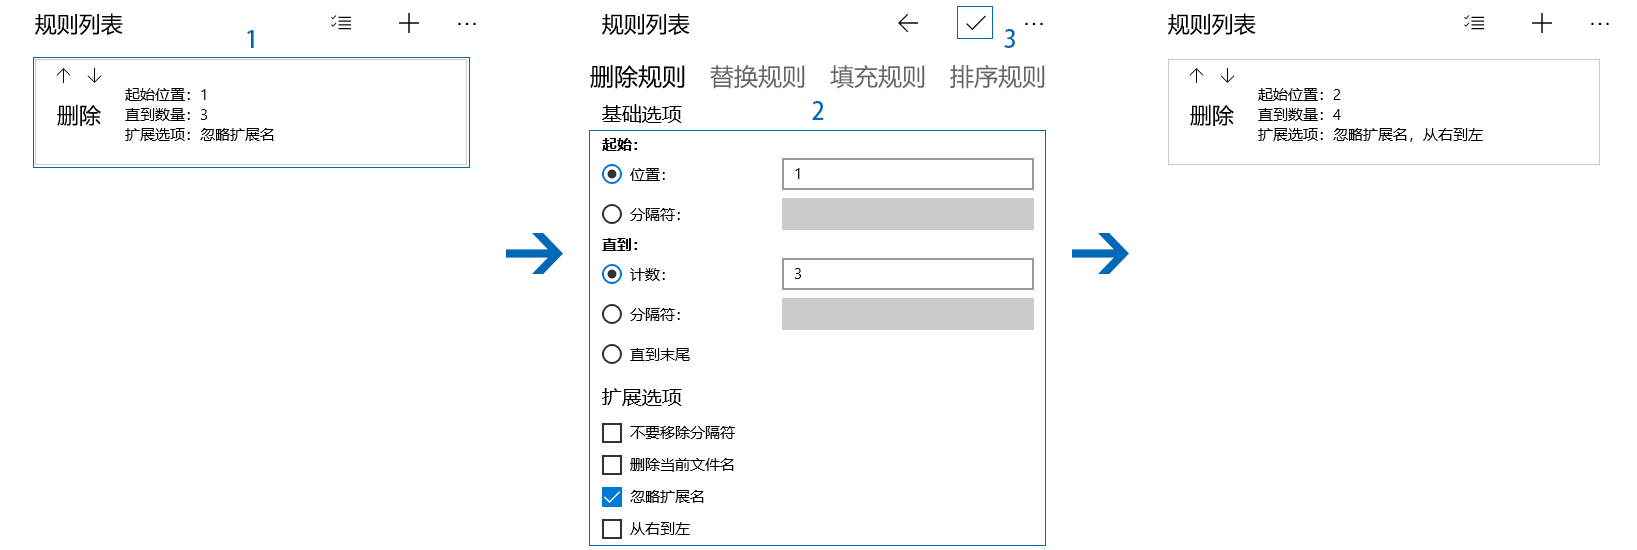 规则列表
1
删除
起始位置：1
直到数量：3
扩展选项：忽略扩展名
规则列表
3
删除规则 替换规则 填充规则 排序规则
基础选项
2
起始：
位置： 1
分隔符：
直到：
计数： 3
分隔符：
直到末尾
扩展选项
不要移除分隔符
删除当前文件名
忽略扩展名
从右到左
规则列表
删除
起始位置：2
直到数量：4
扩展选项：忽略扩展名，从右到左